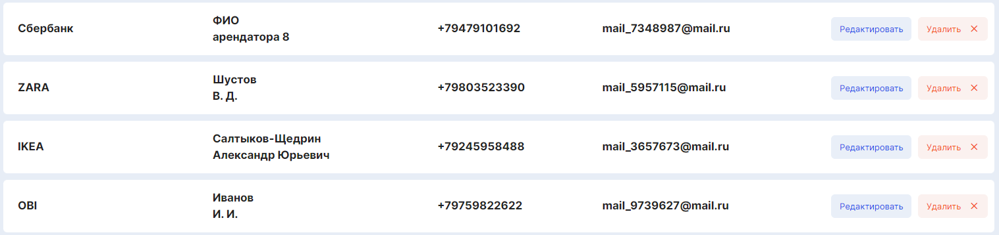 Сбербанк
ФИО
арендатора 8
+79479101692
mail_7348987@mail.ru
Редактировать
Удалить
ZARA
Шустов
В. Д.
+79803523390
mail_5957115@mail.ru
Редактировать
Удалить
IKEA
Салтыков-Щедрин
Александр Юрьевич
+79245958488
mail_3657673@mail.ru
Редактировать
Удалить
OBI
Иванов
И. И.
+79759822622
mail_9739627@mail.ru
Редактировать
Удалить